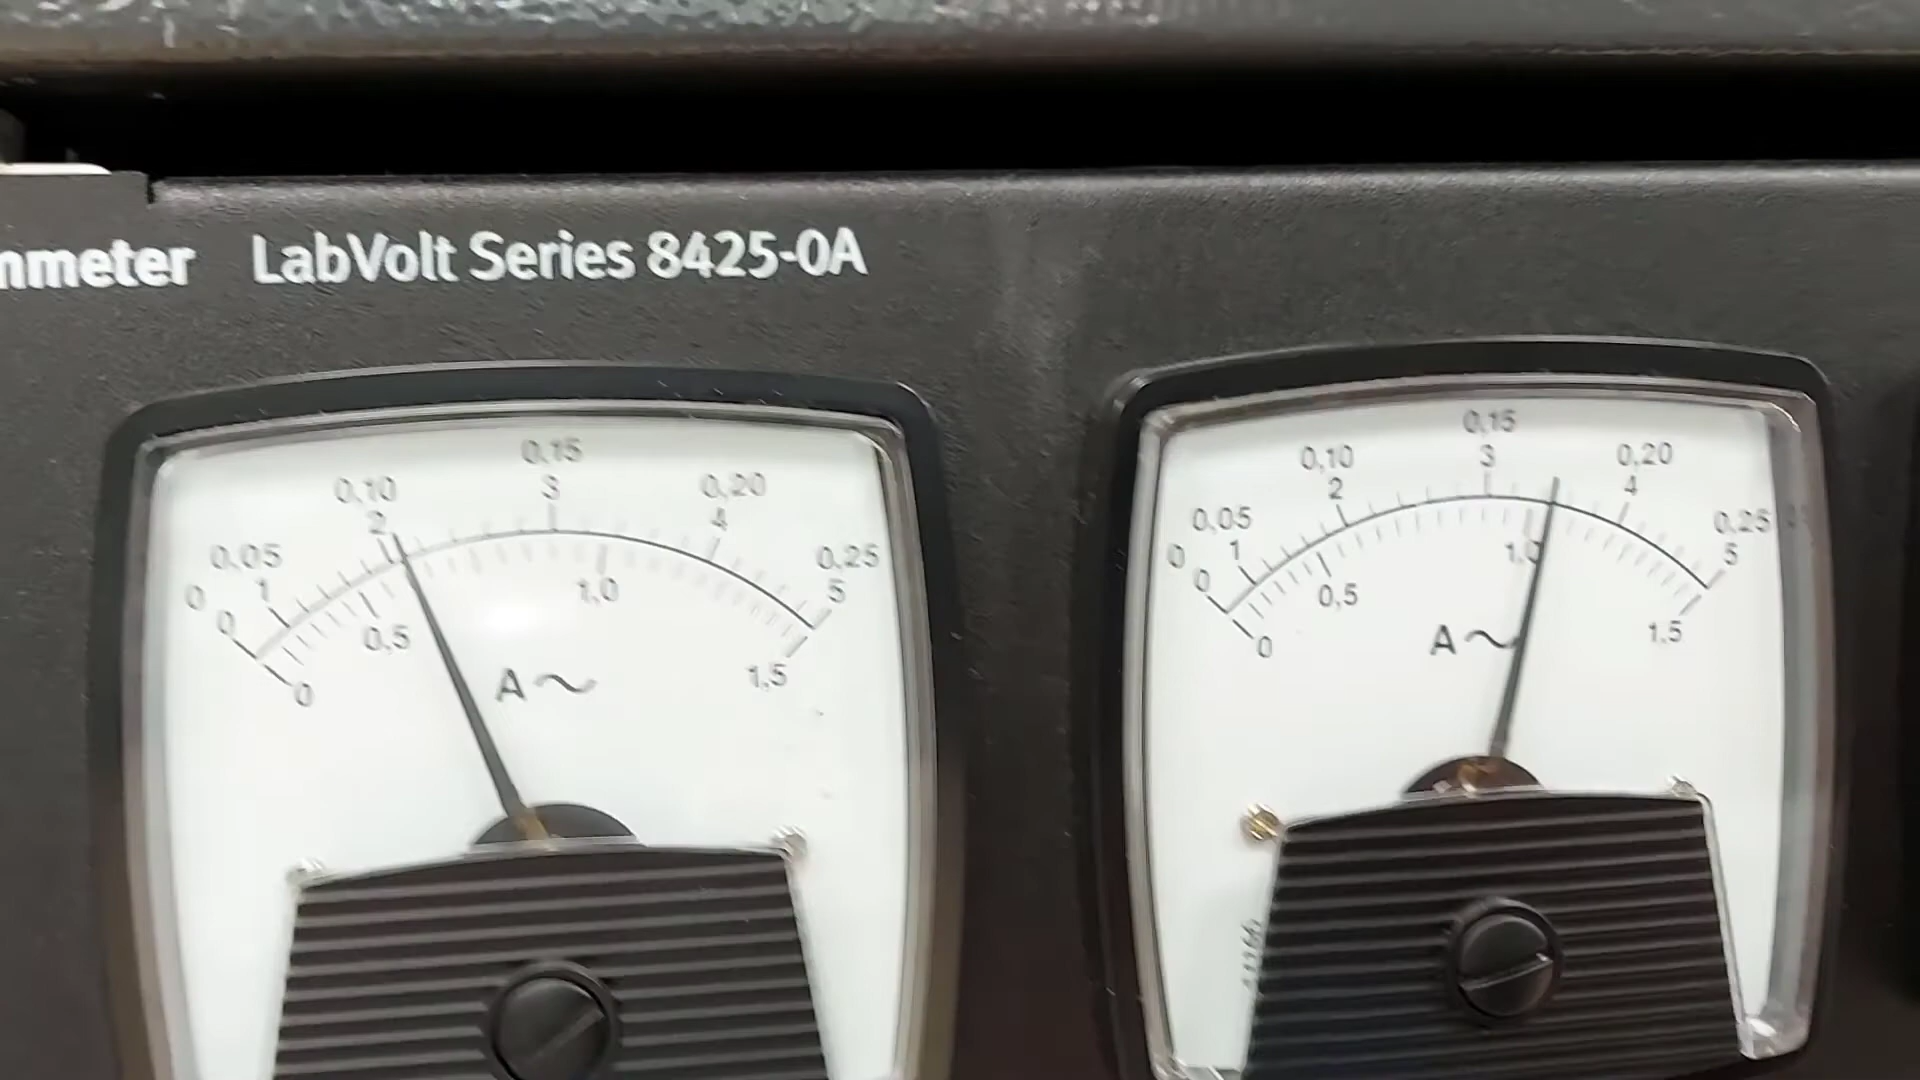 mmeter LabVolt Series 8425-0A
0,15
0,10 3 0,20
2 4
0,05 0,25
0 1 5
0 0,5 1,0
0 1,5
A~
0,15
0,10 3 0,20
2 4
0,05 0,25
0 1 1,0 5
0 0,5
0 1,5
A~